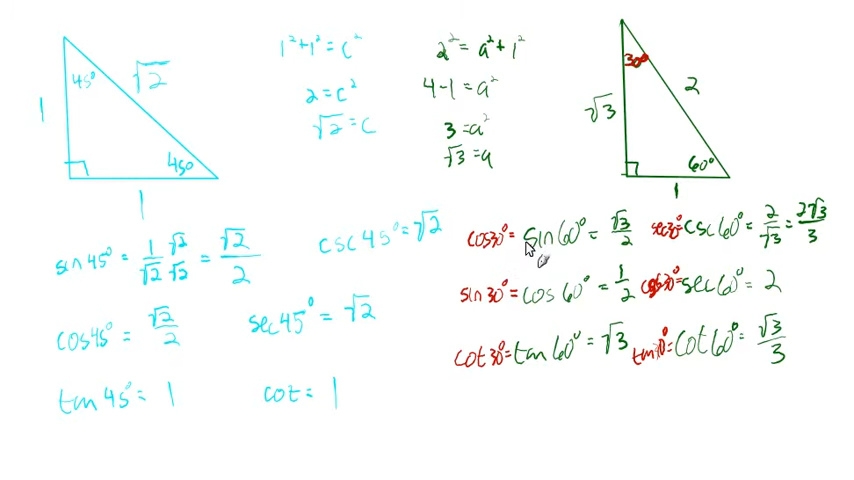 1² + 1² = c²
2 = c²
√2 = c
2² = a² + 1²
4 - 1 = a²
3 = a²
√3 = a
45°
√2
1
45°
1
30°
2
√3
60°
1
sin 45° = 1/√2 √2/√2 = √2/2
csc 45° = √2
cos 45° = √2/2
sec 45° = √2
tan 45° = 1
cot = 1
cos 30° = sin 60° = √3/2
sec 30° = csc 60° = 2/√3 = 2√3/3
sin 30° = cos 60° = 1/2
sec 60° = 2
cot 30° = tan 60° = √3
cot 60° = √3/3